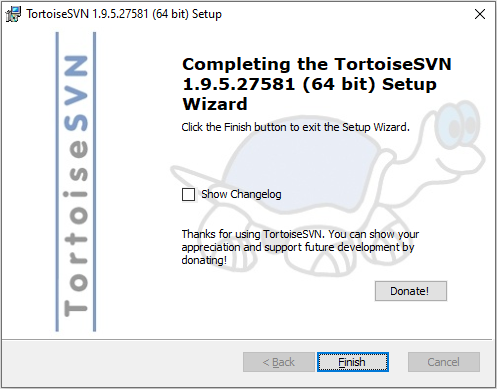 TortoiseSVN 1.9.5.27581 (64 bit) Setup
TortoiseSVN
Completing the TortoiseSVN
1.9.5.27581 (64 bit) Setup
Wizard
Click the Finish button to exit the Setup Wizard.
Show Changelog
Thanks for using TortoiseSVN. You can show your
appreciation and support future development by
donating!
Donate!
< Back
Finish
Cancel